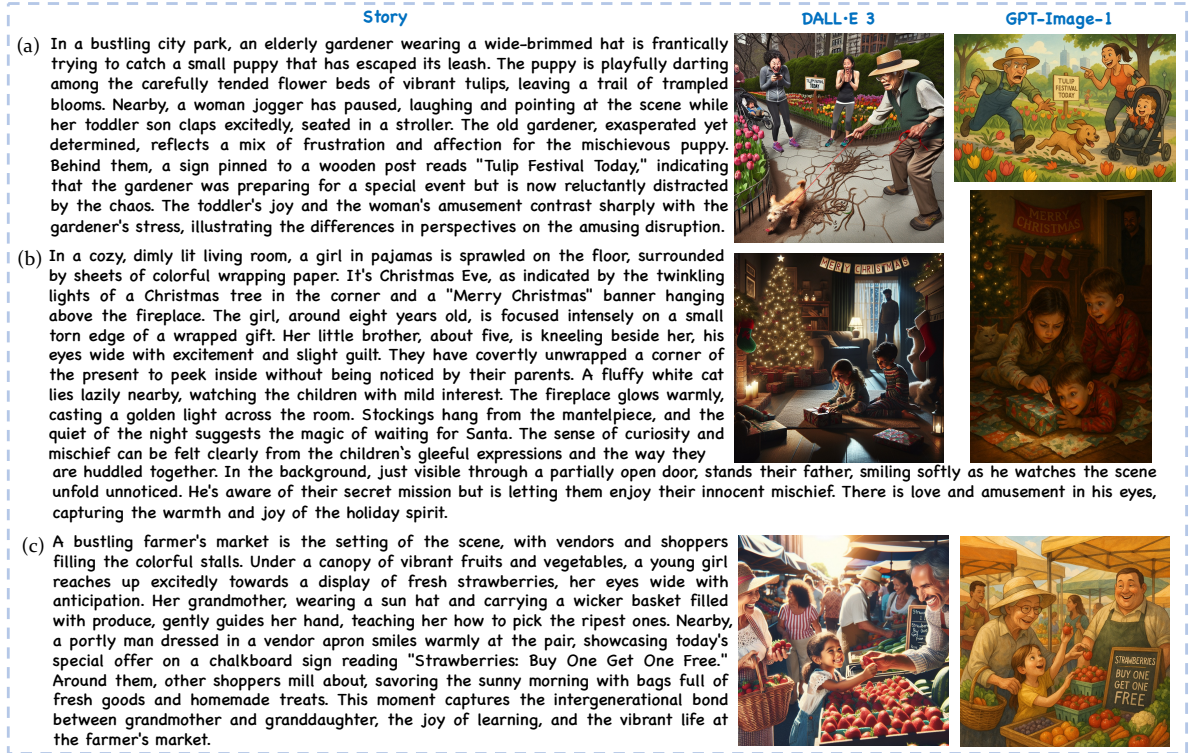 Story DALL·E 3 GPT-Image-1
(a) In a bustling city park, an elderly gardener wearing a wide-brimmed hat is frantically
trying to catch a small puppy that has escaped its leash. The puppy is playfully darting
among the carefully tended flower beds of vibrant tulips, leaving a trail of trampled
blooms. Nearby, a woman jogger has paused, laughing and pointing at the scene while
her toddler son claps excitedly, seated in a stroller. The old gardener, exasperated yet
determined, reflects a mix of frustration and affection for the mischievous puppy.
Behind them, a sign pinned to a wooden post reads "Tulip Festival Today," indicating
that the gardener was preparing for a special event but is now reluctantly distracted
by the chaos. The toddler's joy and the woman's amusement contrast sharply with the
gardener's stress, illustrating the differences in perspectives on the amusing disruption.
TULIP
FESTIVAL
TODAY
(b) In a cozy, dimly lit living room, a girl in pajamas is sprawled on the floor, surrounded
by sheets of colorful wrapping paper. It's Christmas Eve, as indicated by the twinkling
lights of a Christmas tree in the corner and a "Merry Christmas" banner hanging
above the fireplace. The girl, around eight years old, is focused intensely on a small
torn edge of a wrapped gift. Her little brother, about five, is kneeling beside her, his
eyes wide with excitement and slight guilt. They have covertly unwrapped a corner of
the present to peek inside without being noticed by their parents. A fluffy white cat
lies lazily nearby, watching the children with mild interest. The fireplace glows warmly,
casting a golden light across the room. Stockings hang from the mantelpiece, and the
quiet of the night suggests the magic of waiting for Santa. The sense of curiosity and
mischief can be felt clearly from the children`s gleeful expressions and the way they
are huddled together. In the background, just visible through a partially open door, stands their father, smiling softly as he watches the scene
unfold unnoticed. He's aware of their secret mission but is letting them enjoy their innocent mischief. There is love and amusement in his eyes,
capturing the warmth and joy of the holiday spirit.
MERRY
CHRISTMAS
(c) A bustling farmer's market is the setting of the scene, with vendors and shoppers
filling the colorful stalls. Under a canopy of vibrant fruits and vegetables, a young girl
reaches up excitedly towards a display of fresh strawberries, her eyes wide with
anticipation. Her grandmother, wearing a sun hat and carrying a wicker basket filled
with produce, gently guides her hand, teaching her how to pick the ripest ones. Nearby,
a portly man dressed in a vendor apron smiles warmly at the pair, showcasing today's
special offer on a chalkboard sign reading "Strawberries: Buy One Get One Free."
Around them, other shoppers mill about, savoring the sunny morning with bags full of
fresh goods and homemade treats. This moment captures the intergenerational bond
between grandmother and granddaughter, the joy of learning, and the vibrant life at
the farmer's market.
STRAWBERRIES
BUY ONE
GET ONE
FREE